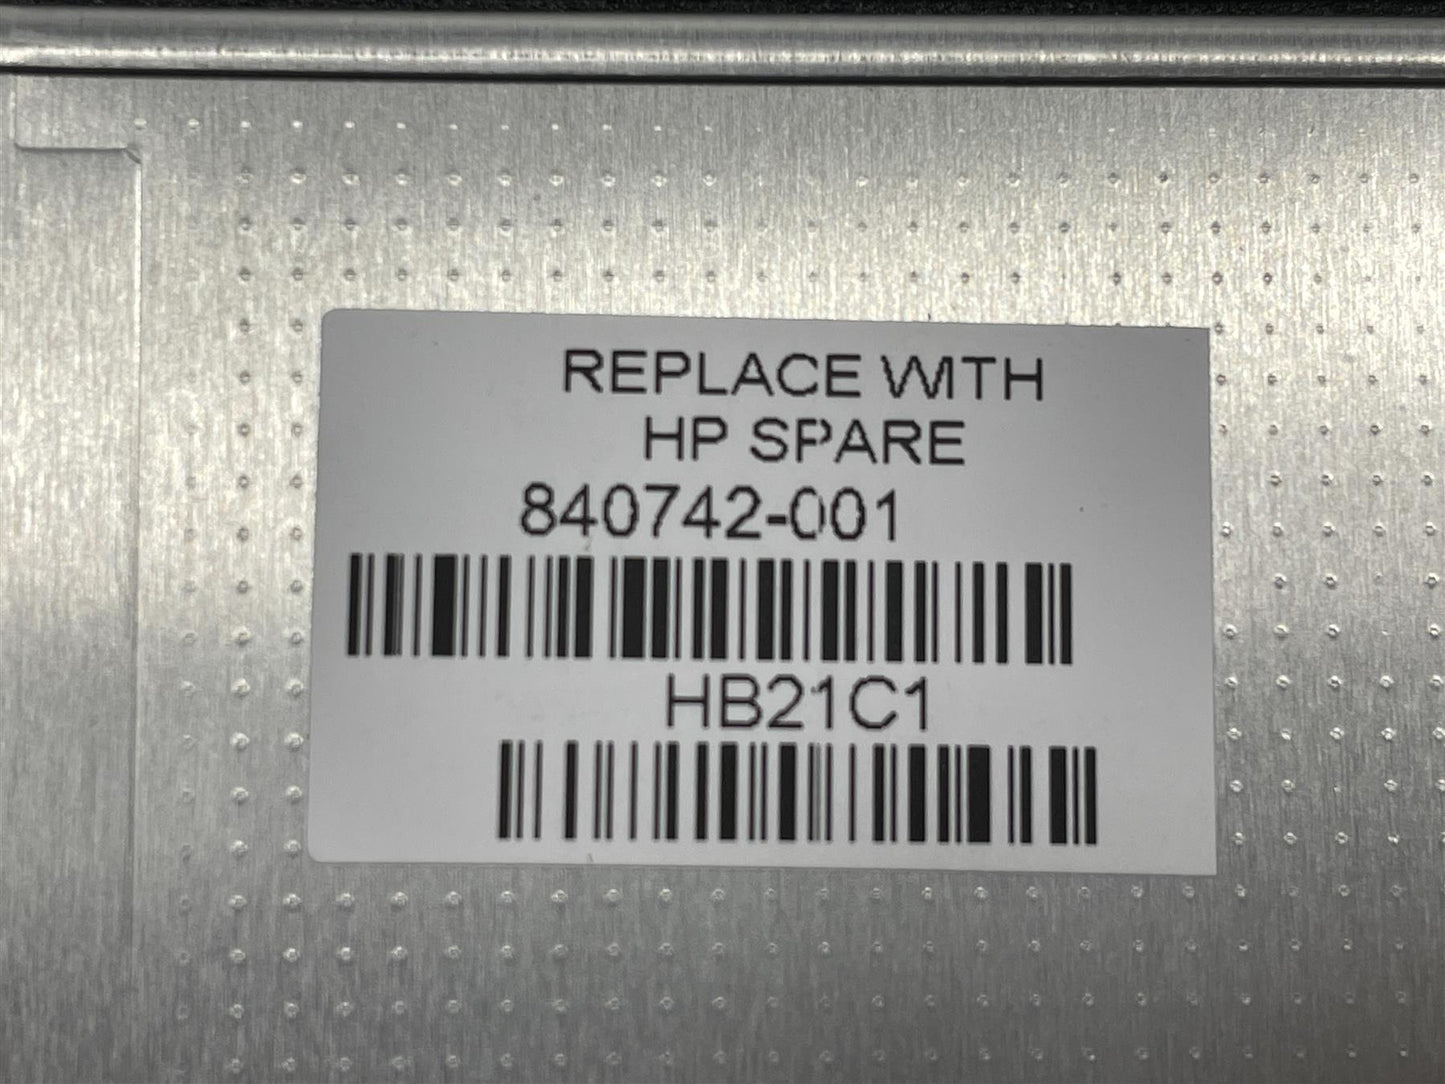 REPLACE WITH
HP SPARE
840742-001
HB21C1